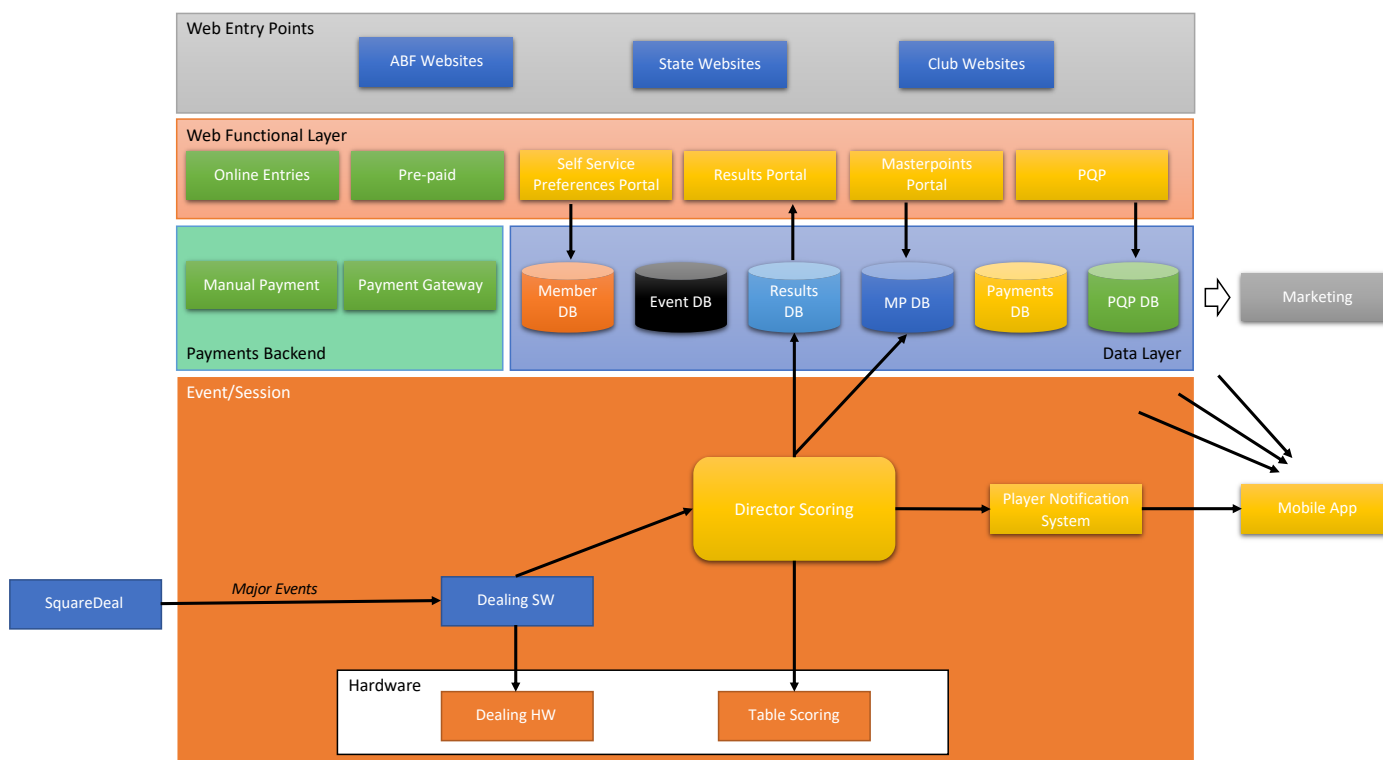 Web Entry Points
ABF Websites
State Websites
Club Websites
Web Functional Layer
Online Entries
Pre-paid
Self Service
Preferences Portal
Results Portal
Masterpoints
Portal
PQP
Manual Payment
Payment Gateway
Payments Backend
Member
DB
Event DB
Results
DB
MP DB
Payments
DB
PQP DB
Data Layer
Marketing
Event/Session
Director Scoring
Player Notification
System
Mobile App
SquareDeal
Major Events
Dealing SW
Hardware
Dealing HW
Table Scoring